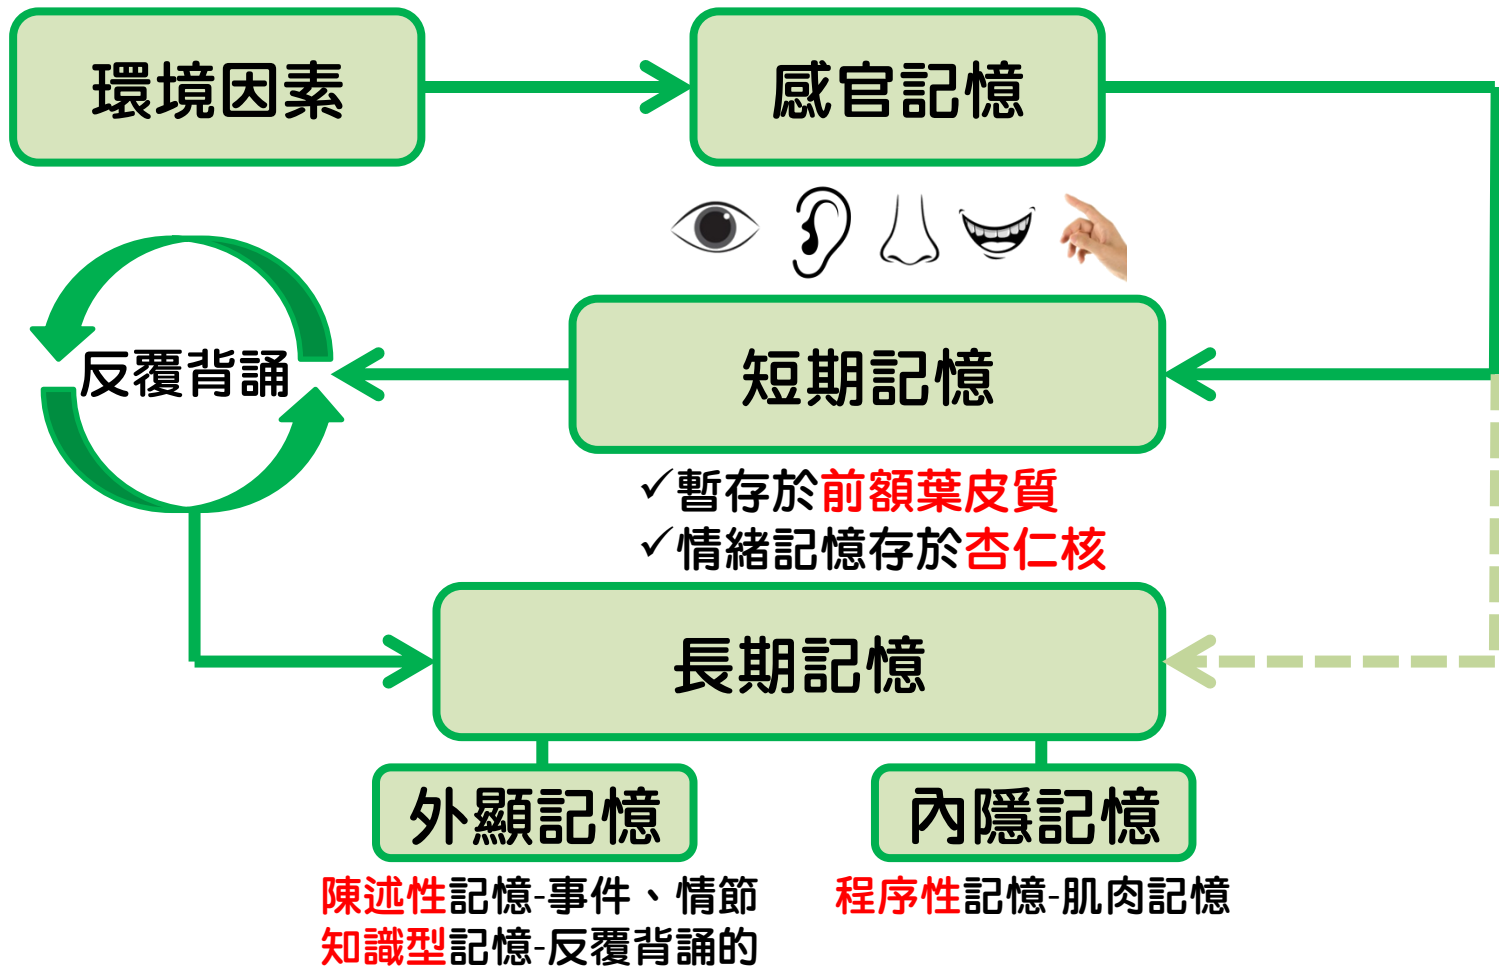 環境因素
感官記憶
反覆背誦
短期記憶
✓暫存於前額葉皮質
✓情緒記憶存於杏仁核
長期記憶
外顯記憶
內隱記憶
陳述性記憶-事件、情節
知識型記憶-反覆背誦的
程序性記憶-肌肉記憶